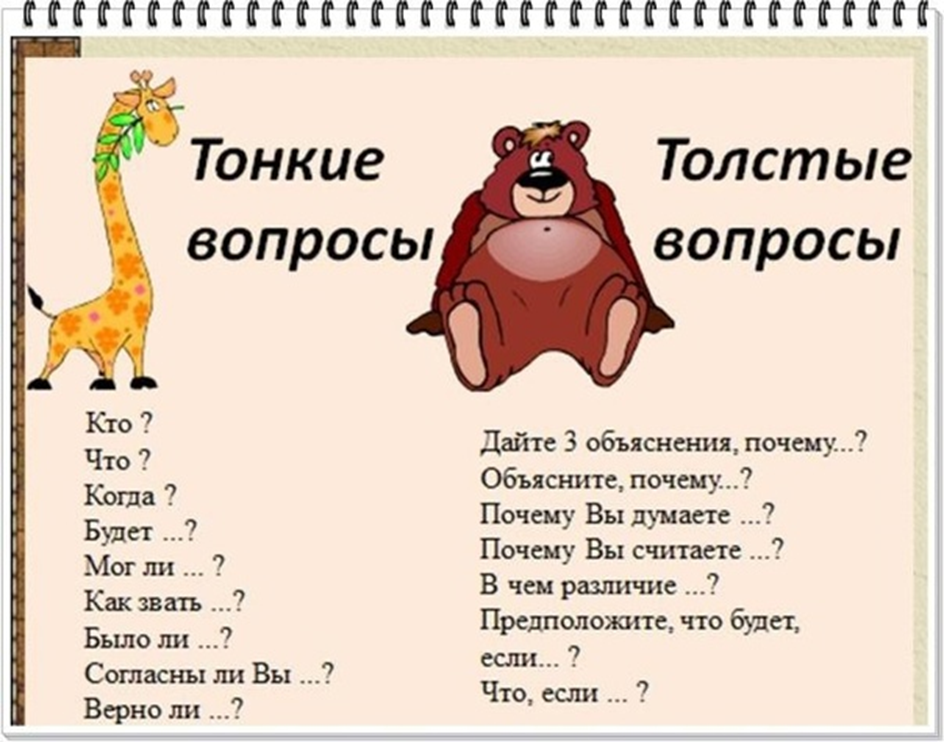 Тонкие
вопросы
Толстые
вопросы
Кто ?
Что ?
Когда ?
Будет ...?
Мог ли ... ?
Как звать ...?
Было ли ...?
Согласны ли Вы ...?
Верно ли ...?
Дайте 3 объяснения, почему...?
Объясните, почему...?
Почему Вы думаете ...?
Почему Вы считаете ...?
В чем различие ...?
Предположите, что будет,
если... ?
Что, если ... ?